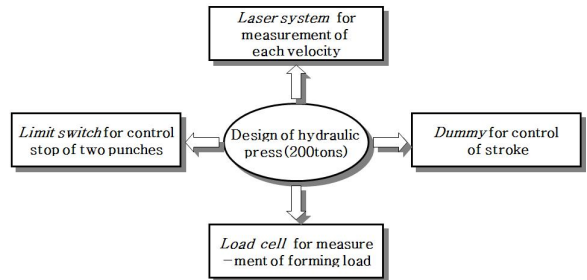 Laser system for
measurement of
each velocity
Limit switch for control
stop of two punches
Design of hydraulic
press(200tons)
Dummy for control
of stroke
Load cell for measure
-ment of forming load